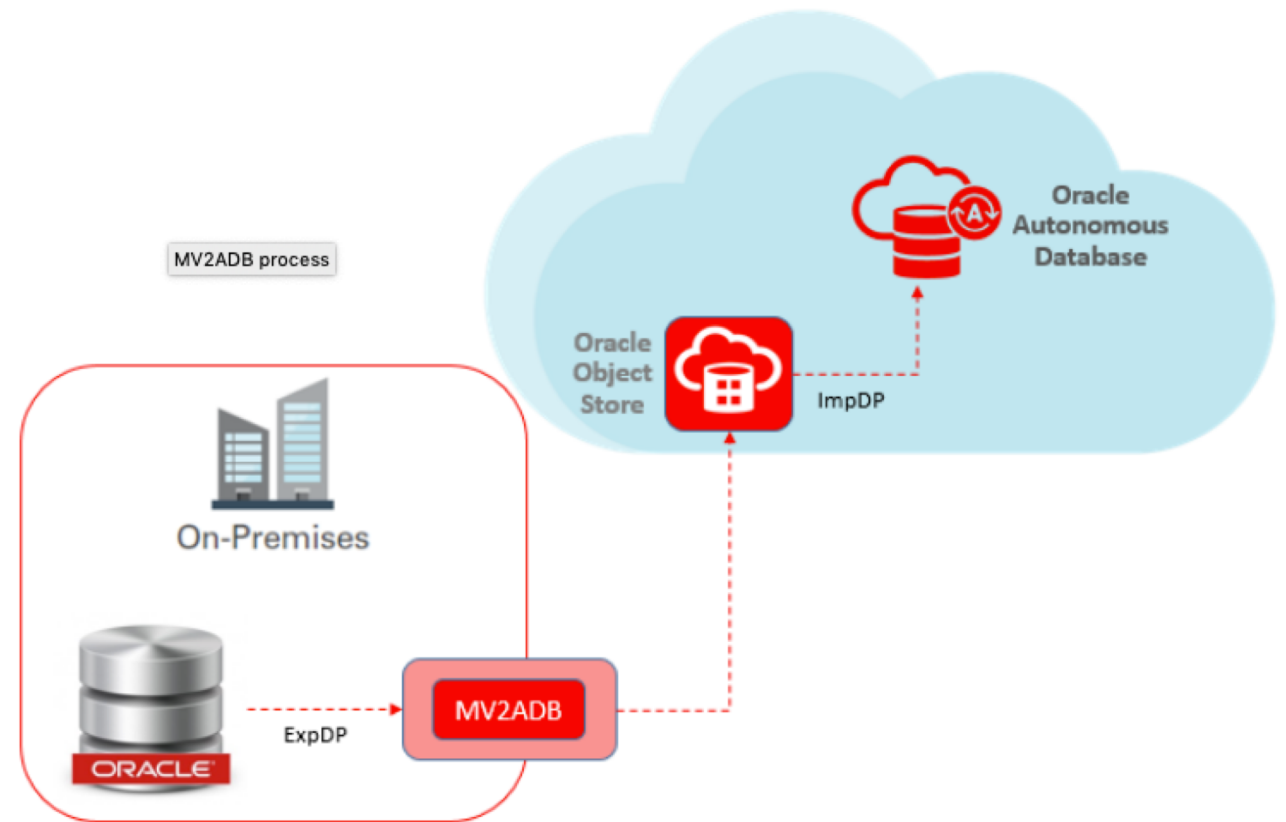 Oracle
Autonomous
Database
MV2ADB process
Oracle
Object
Store
ImpDP
On-Premises
MV2ADB
ExpDP
ORACLE
A